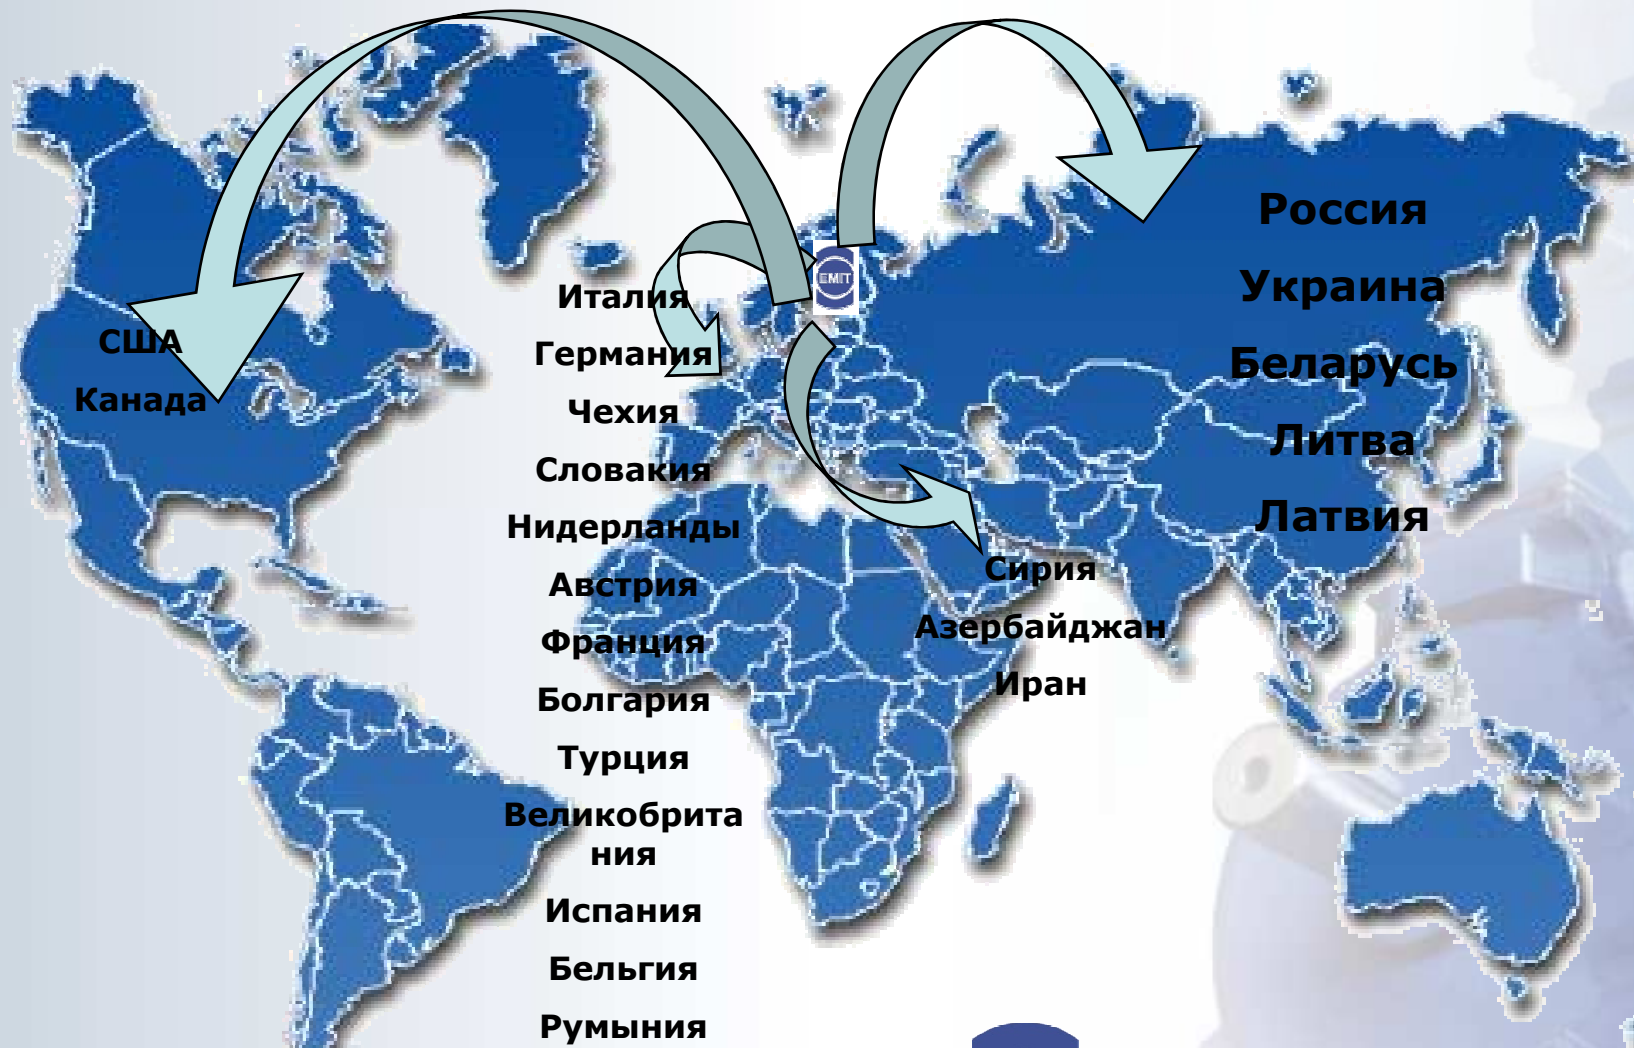 EMIT
США
Канада
Италия
Германия
Чехия
Словакия
Нидерланды
Австрия
Франция
Болгария
Турция
Великобрита
ния
Испания
Бельгия
Румыния
Сирия
Азербайджан
Иран
Россия
Украина
Беларусь
Литва
Латвия